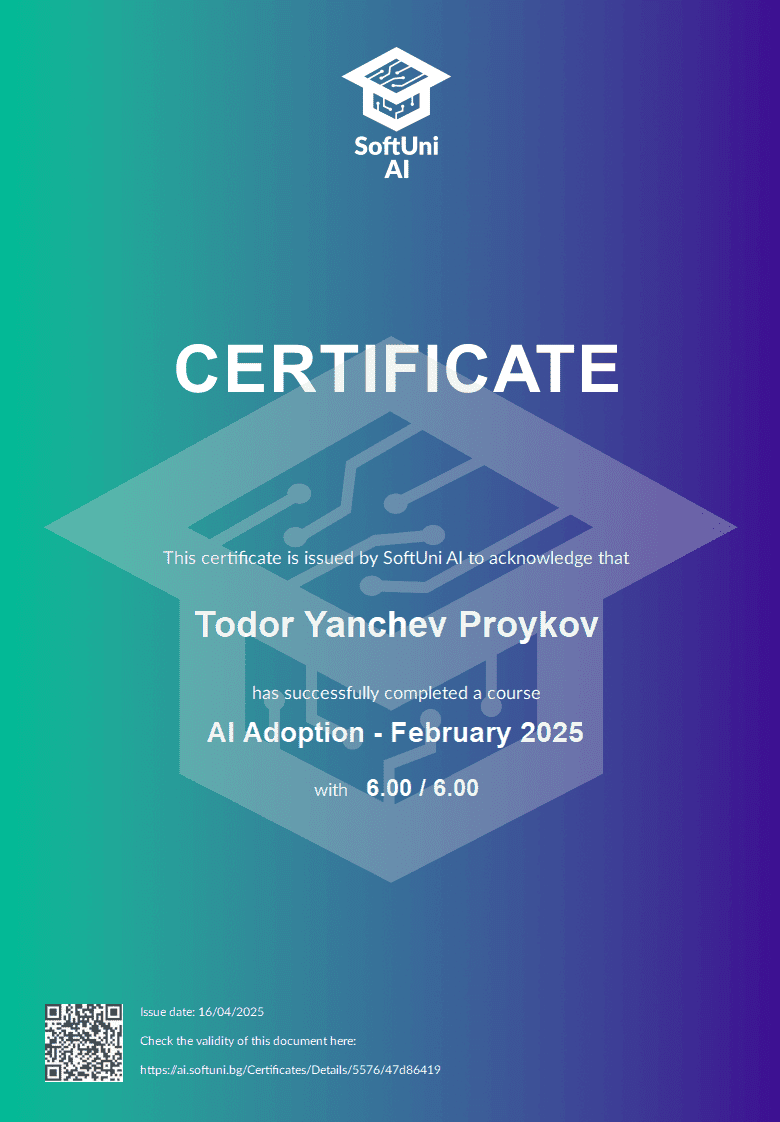 SoftUni
AI
CERTIFICATE
This certificate is issued by SoftUni AI to acknowledge that
Todor Yanchev Proykov
has successfully completed a course
AI Adoption - February 2025
with 6.00 / 6.00
Issue date: 16/04/2025
Check the validity of this document here:
https://ai.softuni.bg/Certificates/Details/5576/47d86419